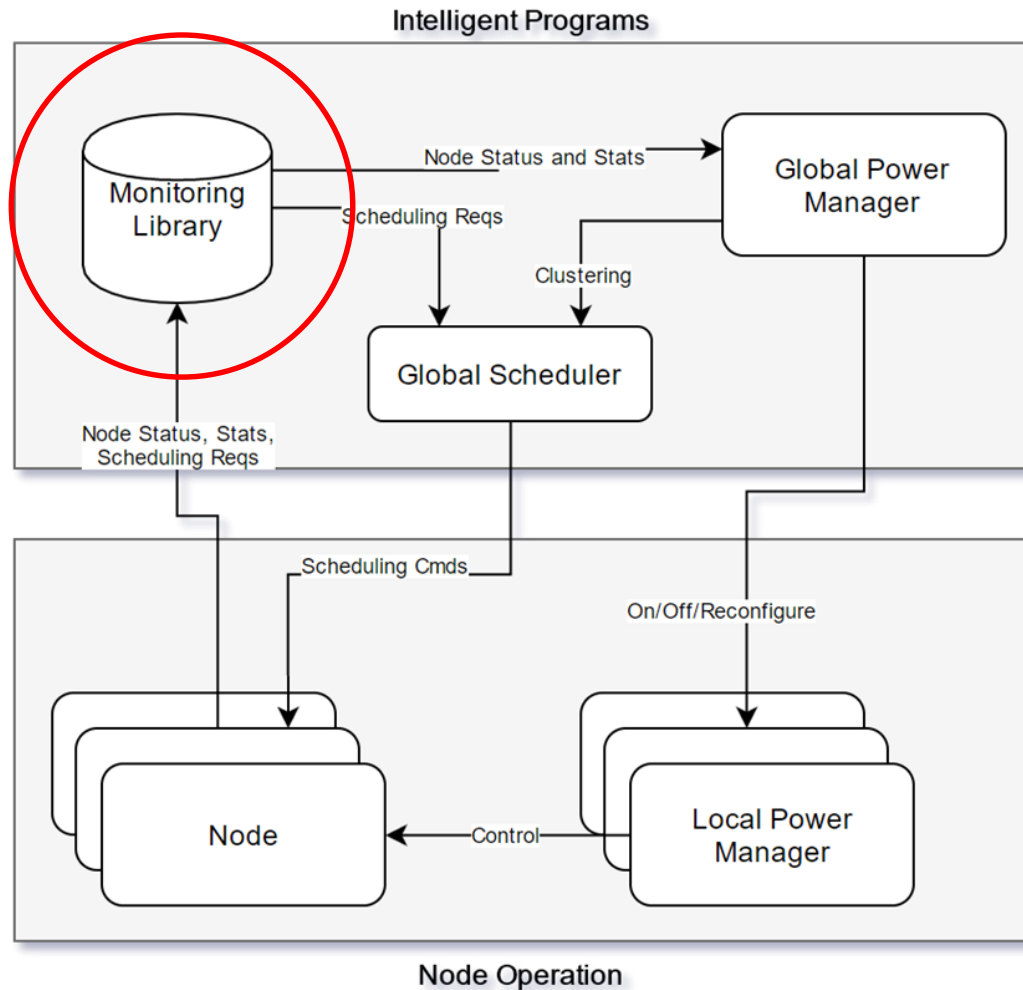 Intelligent Programs
Monitoring
Library
Node Status and Stats
Global Power
Manager
Scheduling Reqs
Clustering
Global Scheduler
Node Status, Stats,
Scheduling Reqs
Scheduling Cmds
On/Off/Reconfigure
Node
Control
Local Power
Manager
Node Operation